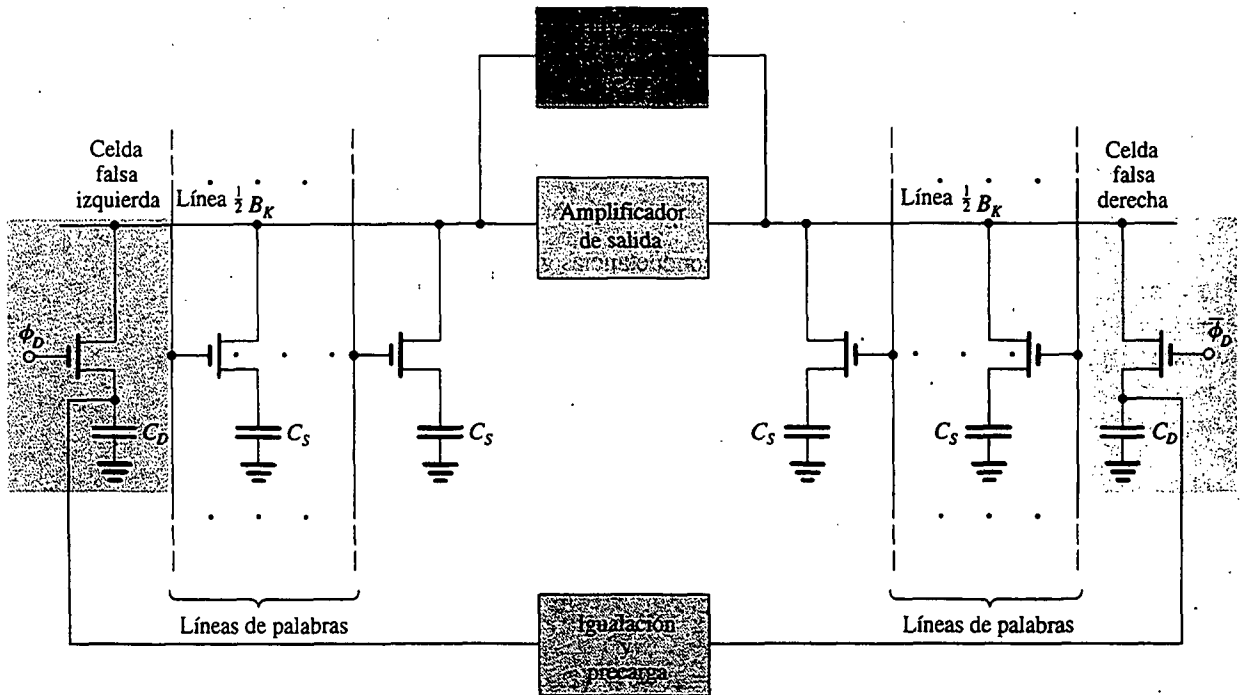 Celda
falsa
izquierda
Línea ½ B_K
Amplificador
de salida
Línea ½ B_K
Celda
falsa
derecha
ϕ_D
C_D
C_S
C_S
C_S
C_S
C_D
ϕ̅_D
Líneas de palabras
Igualación
y
precarga
Líneas de palabras